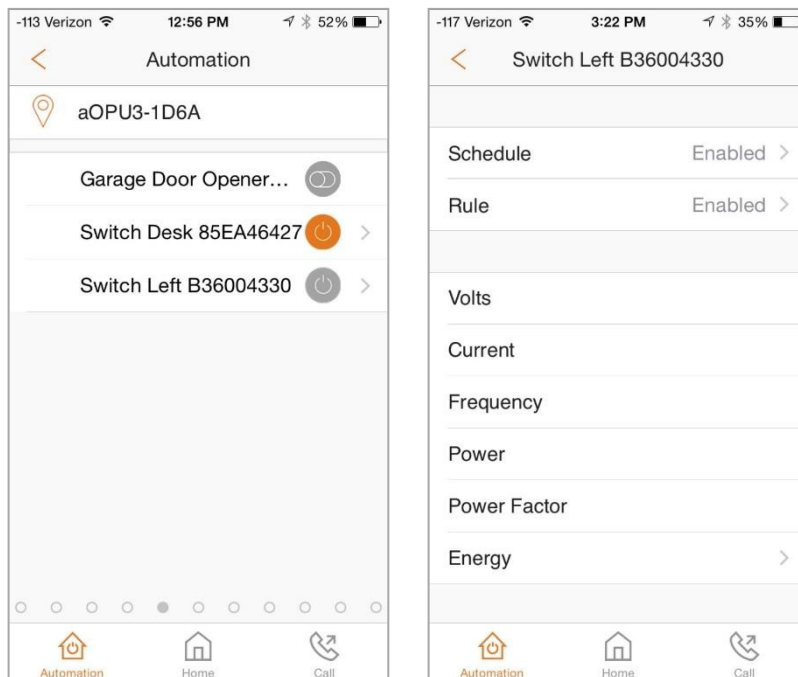 -113 Verizon 12:56 PM 52%
Automation
aOPU3-1D6A
Garage Door Opener...
Switch Desk 85EA46427
Switch Left B36004330
Automation Home Call
-117 Verizon 3:22 PM 35%
Switch Left B36004330
Schedule Enabled
Rule Enabled
Volts
Current
Frequency
Power
Power Factor
Energy
Automation Home Call